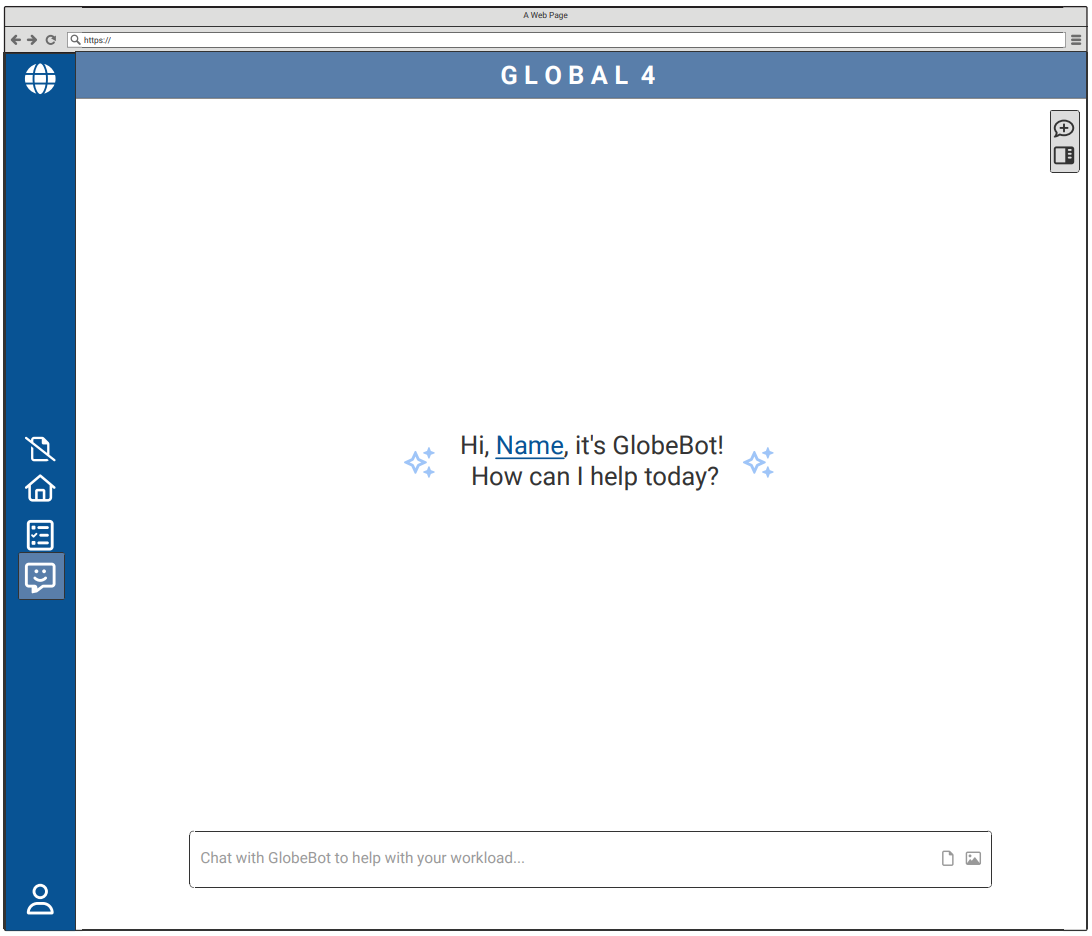 A Web Page
https://
GLOBAL 4
Hi, Name, it's GlobeBot!
How can I help today?
Chat with GlobeBot to help with your workload...